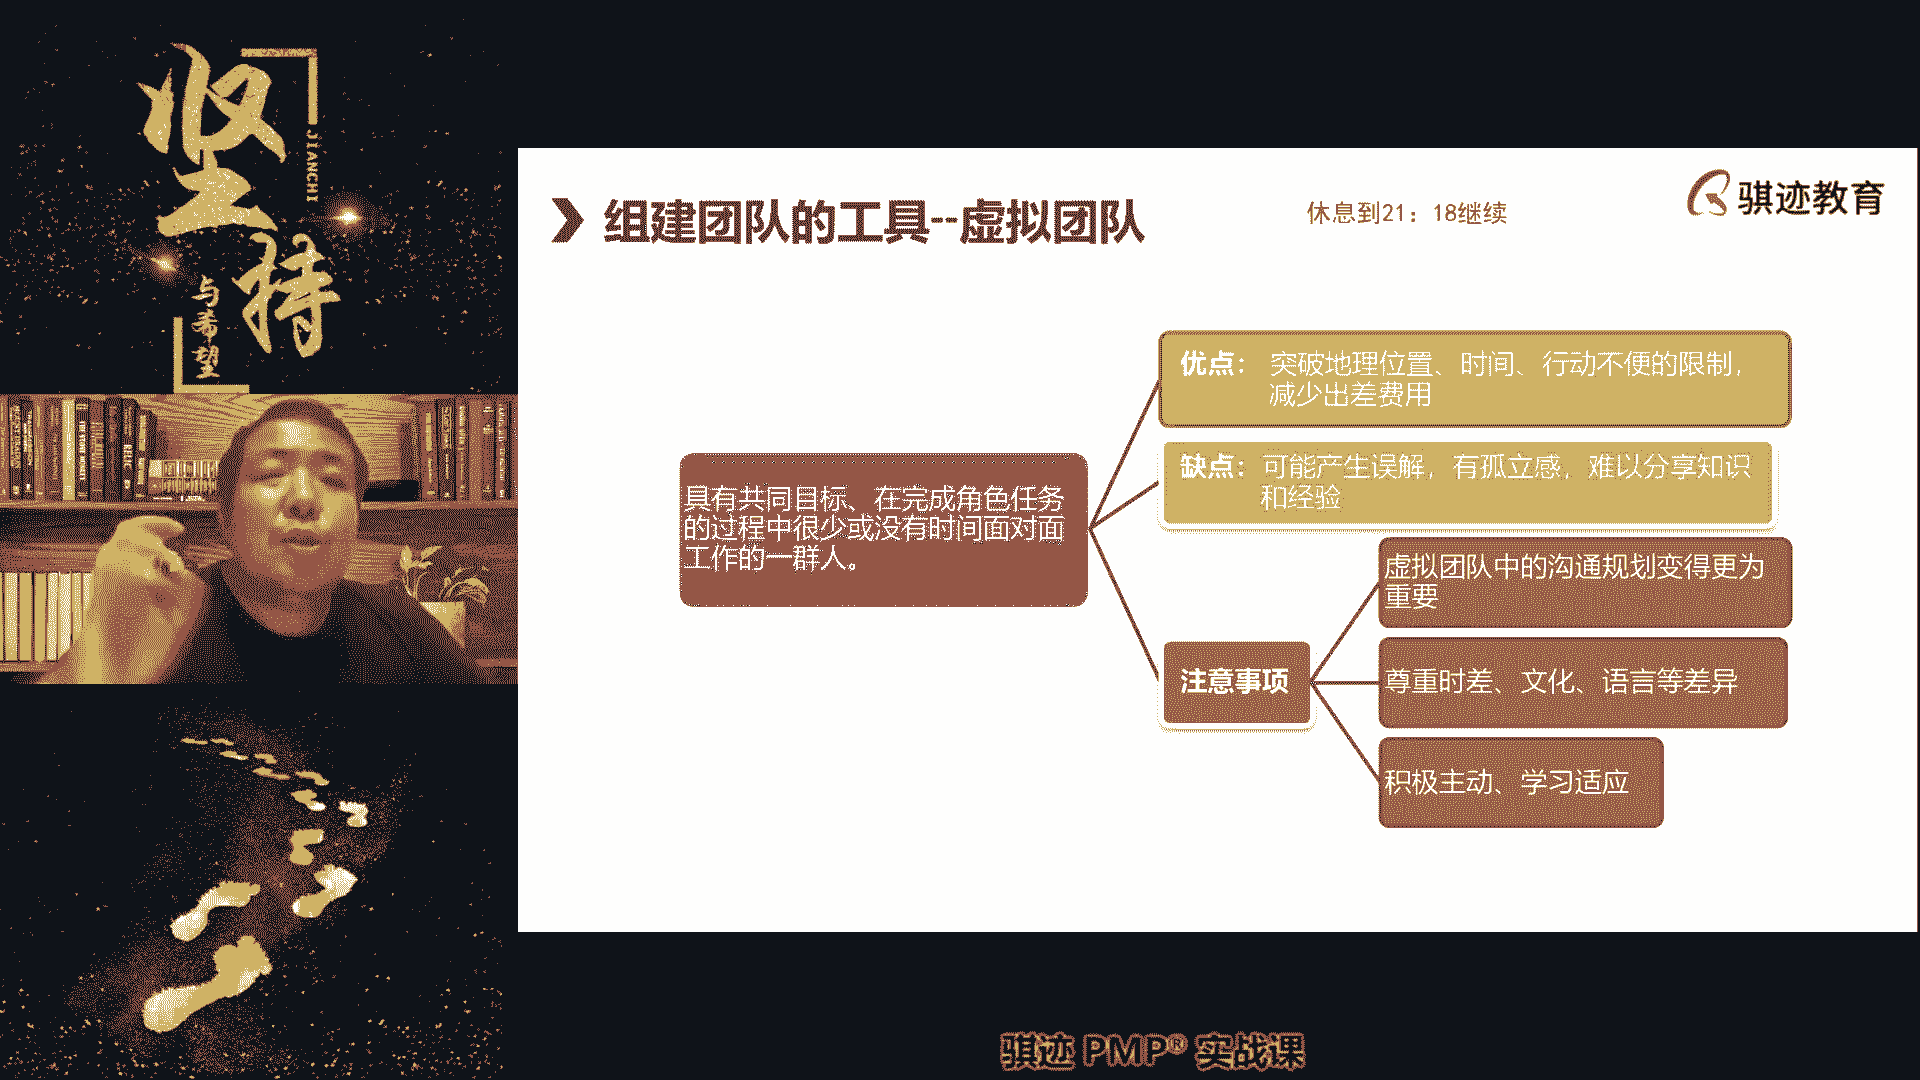 坚持
JIANCHI
与希望
组建团队的工具--虚拟团队
休息到21：18继续
骐迹教育
具有共同目标、在完成角色任务
的过程中很少或没有时间面对面
工作的一群人。
优点： 突破地理位置、时间、行动不便的限制，
减少出差费用
缺点：可能产生误解，有孤立感，难以分享知识
和经验
注意事项
虚拟团队中的沟通规划变得更为
重要
尊重时差、文化、语言等差异
积极主动、学习适应
骐迹 PMP® 实战课